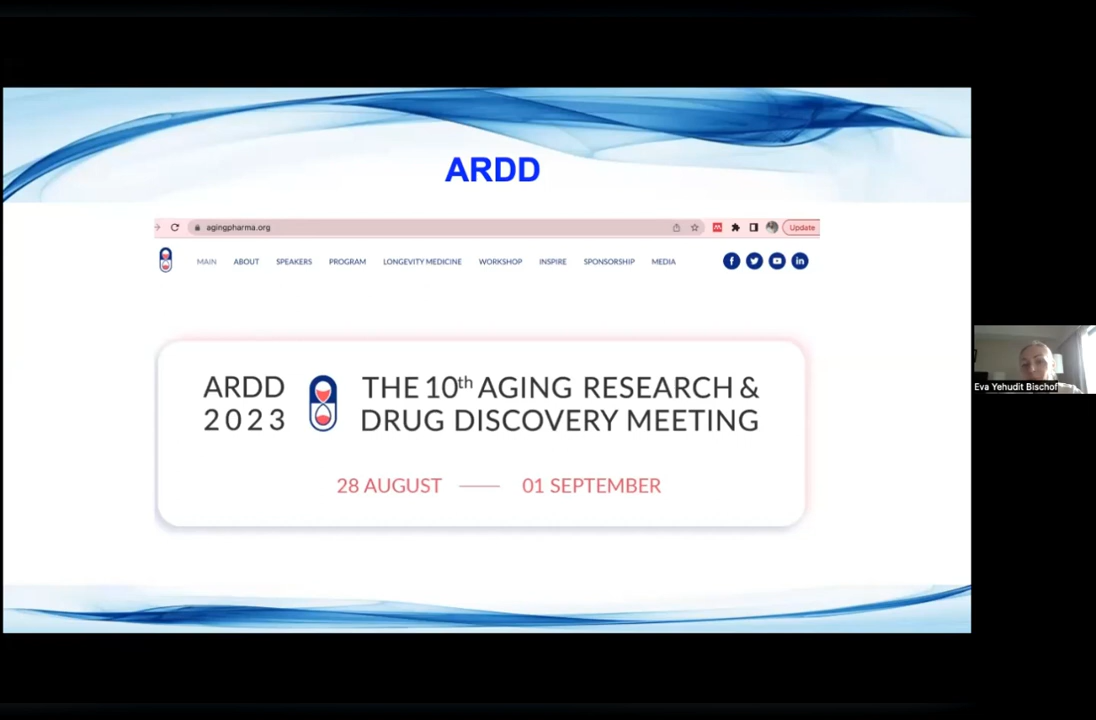 ARDD
agingpharma.org
Update
MAIN ABOUT SPEAKERS PROGRAM LONGEVITY MEDICINE WORKSHOP INSPIRE SPONSORSHIP MEDIA
ARDD
2023
THE 10th AGING RESEARCH &
DRUG DISCOVERY MEETING
28 AUGUST — 01 SEPTEMBER
Eva Yehudit Bischof